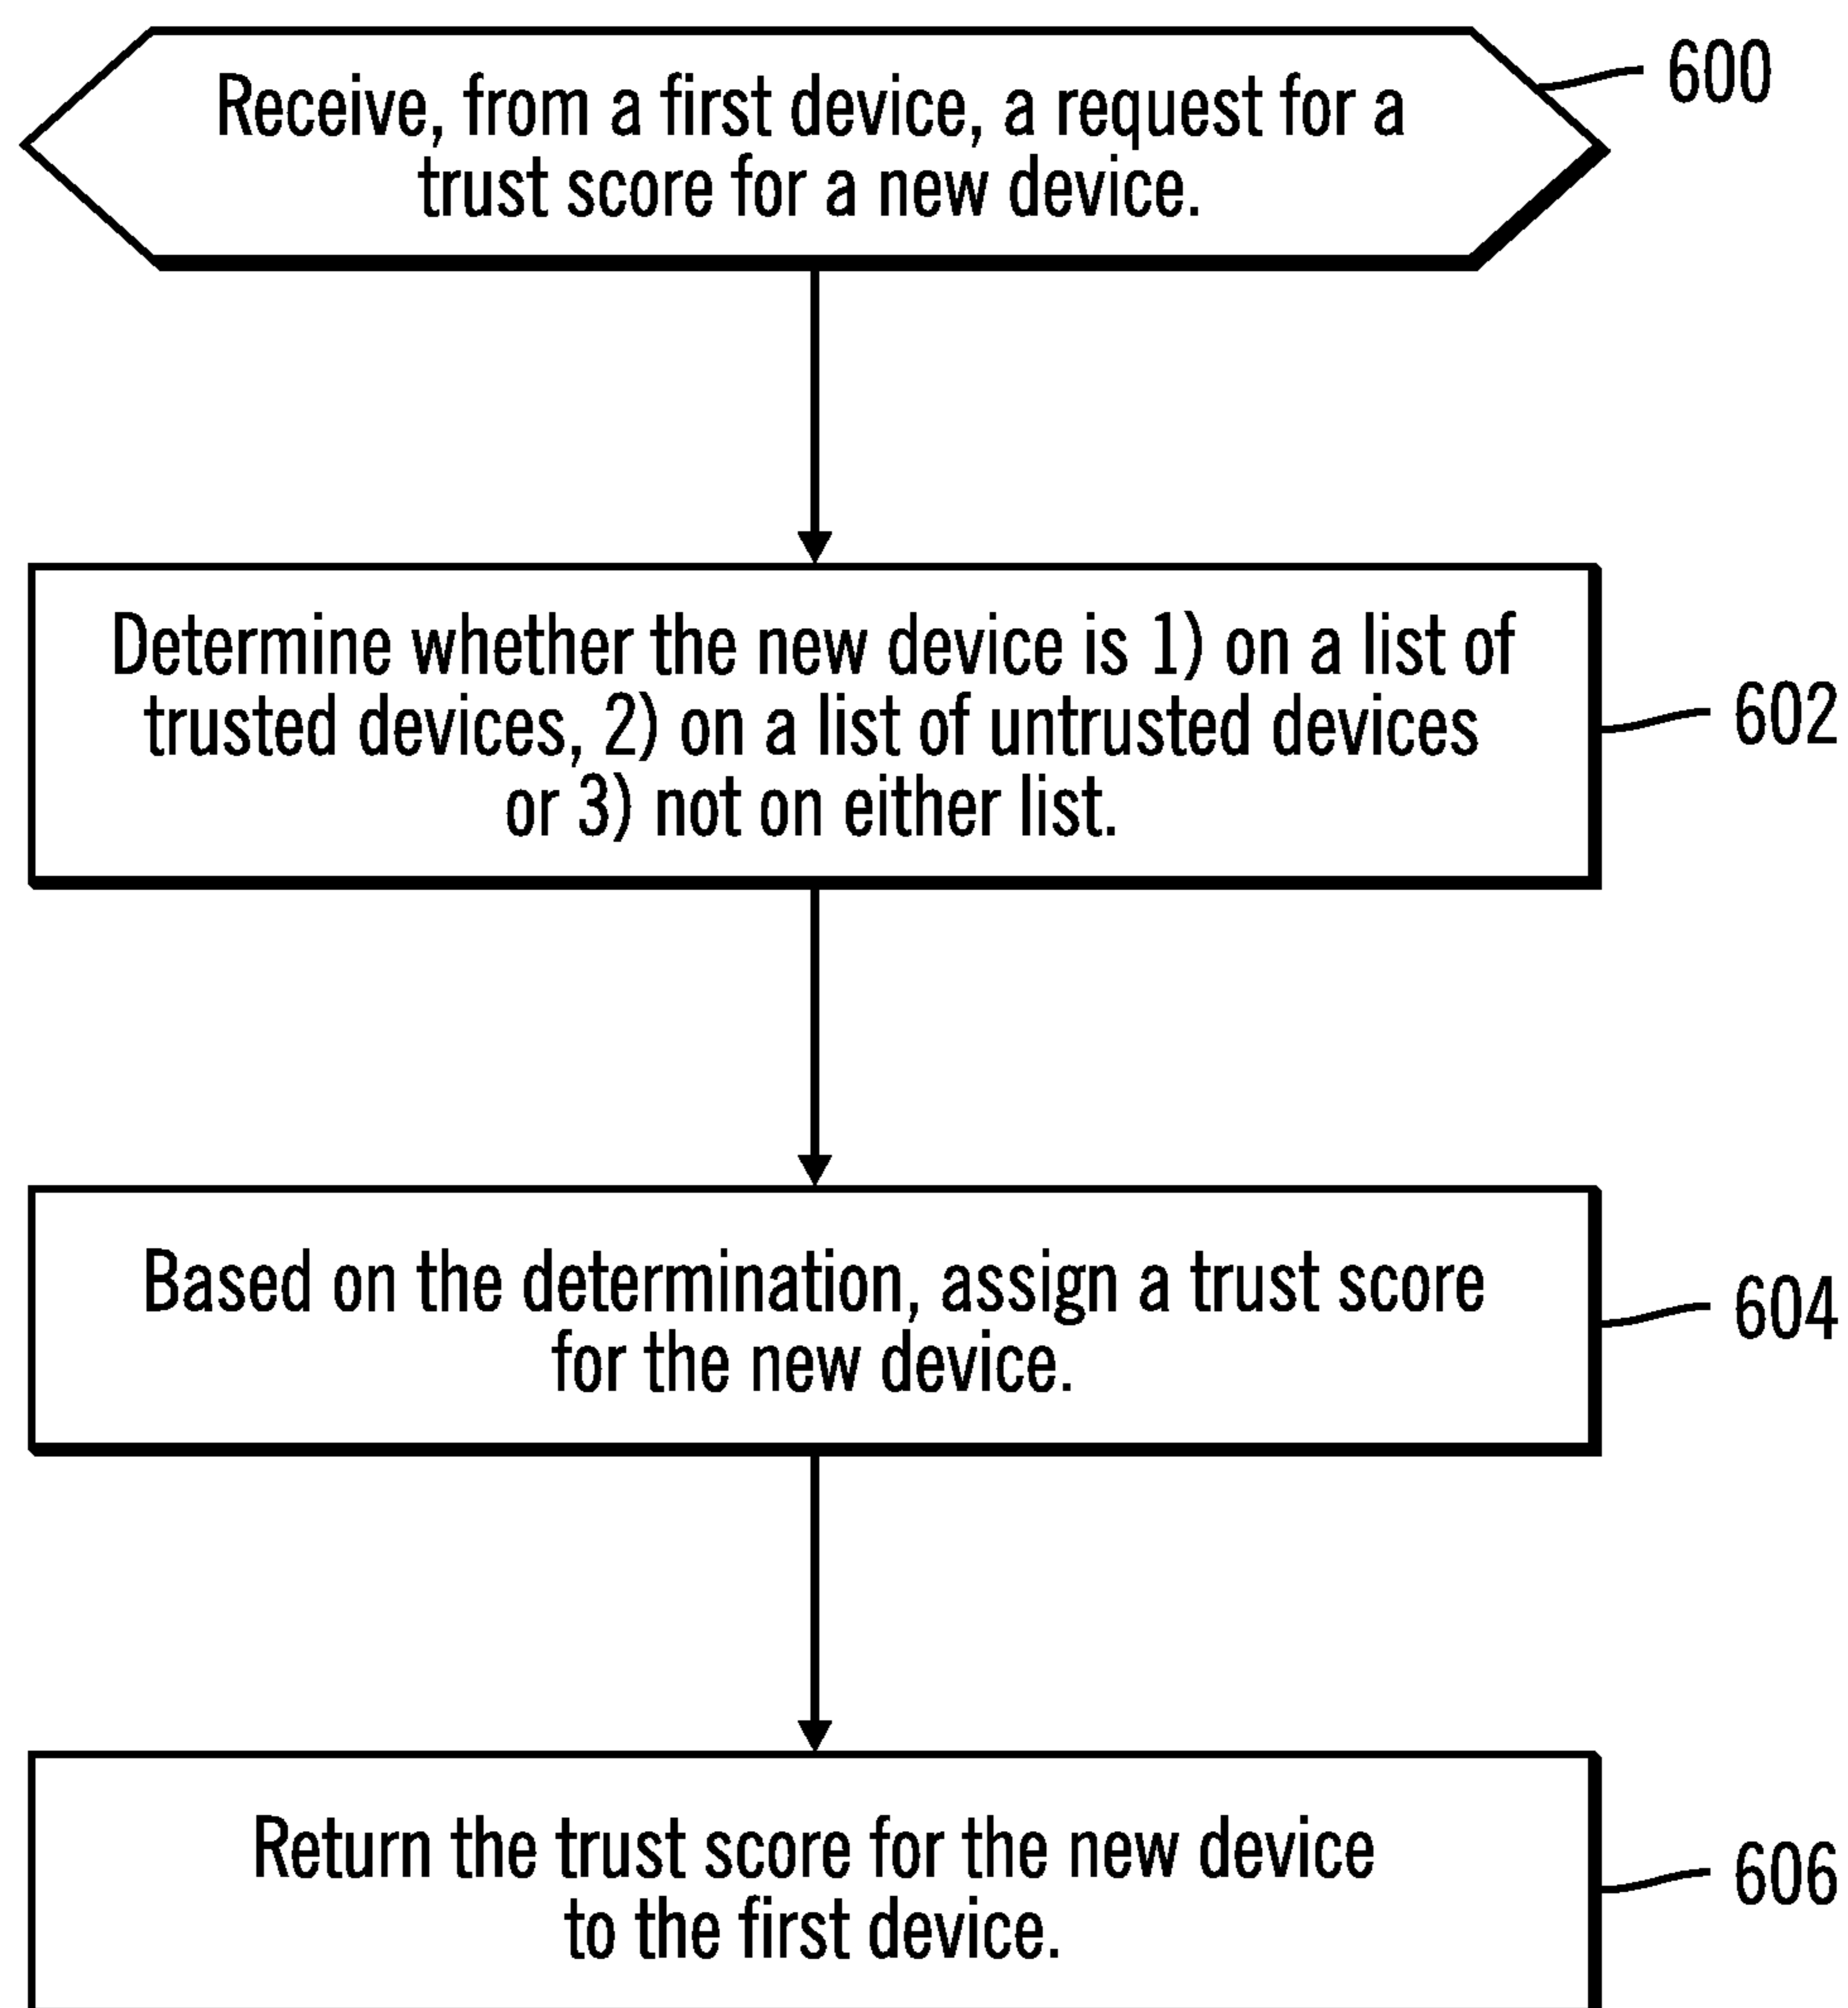 Receive, from a first device, a request for a
trust score for a new device.
600
Determine whether the new device is 1) on a list of
trusted devices, 2) on a list of untrusted devices
or 3) not on either list.
602
Based on the determination, assign a trust score
for the new device.
604
Return the trust score for the new device
to the first device.
606